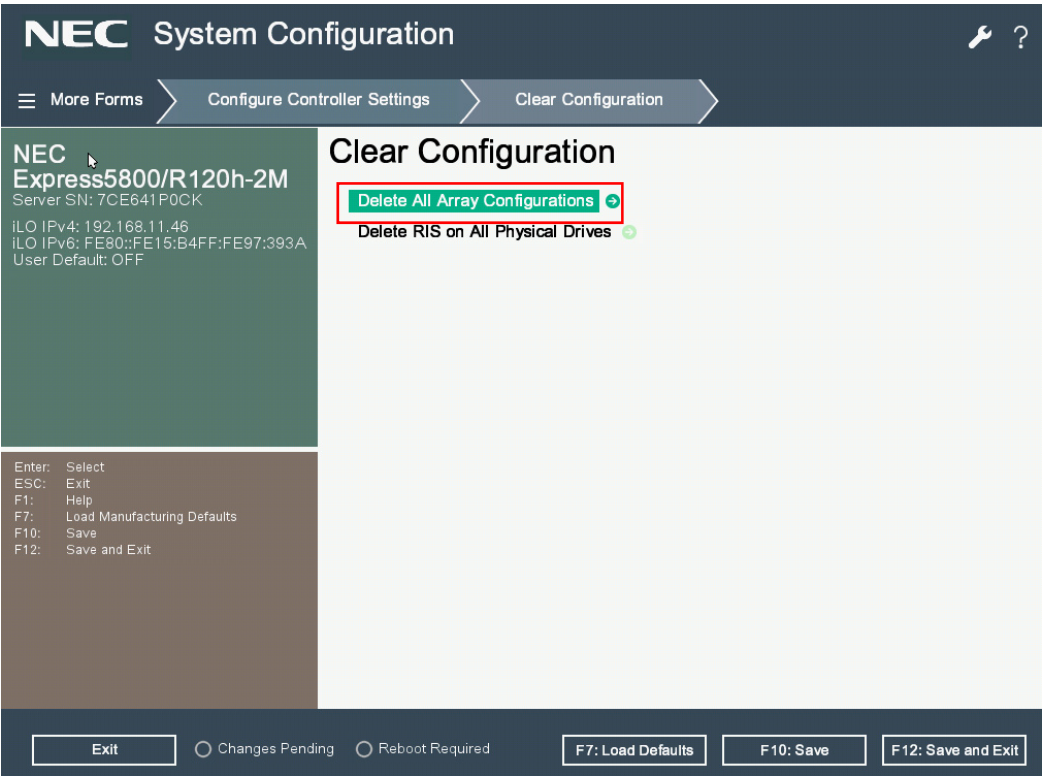 NEC System Configuration
?
More Forms
Configure Controller Settings
Clear Configuration
NEC
Express5800/R120h-2M
Server SN: 7CE641P0CK
iLO IPv4: 192.168.11.46
iLO IPv6: FE80::FE15:B4FF:FE97:393A
User Default: OFF
Clear Configuration
Delete All Array Configurations
Delete RIS on All Physical Drives
Enter: Select
ESC: Exit
F1: Help
F7: Load Manufacturing Defaults
F10: Save
F12: Save and Exit
Exit
Changes Pending
Reboot Required
F7: Load Defaults
F10: Save
F12: Save and Exit